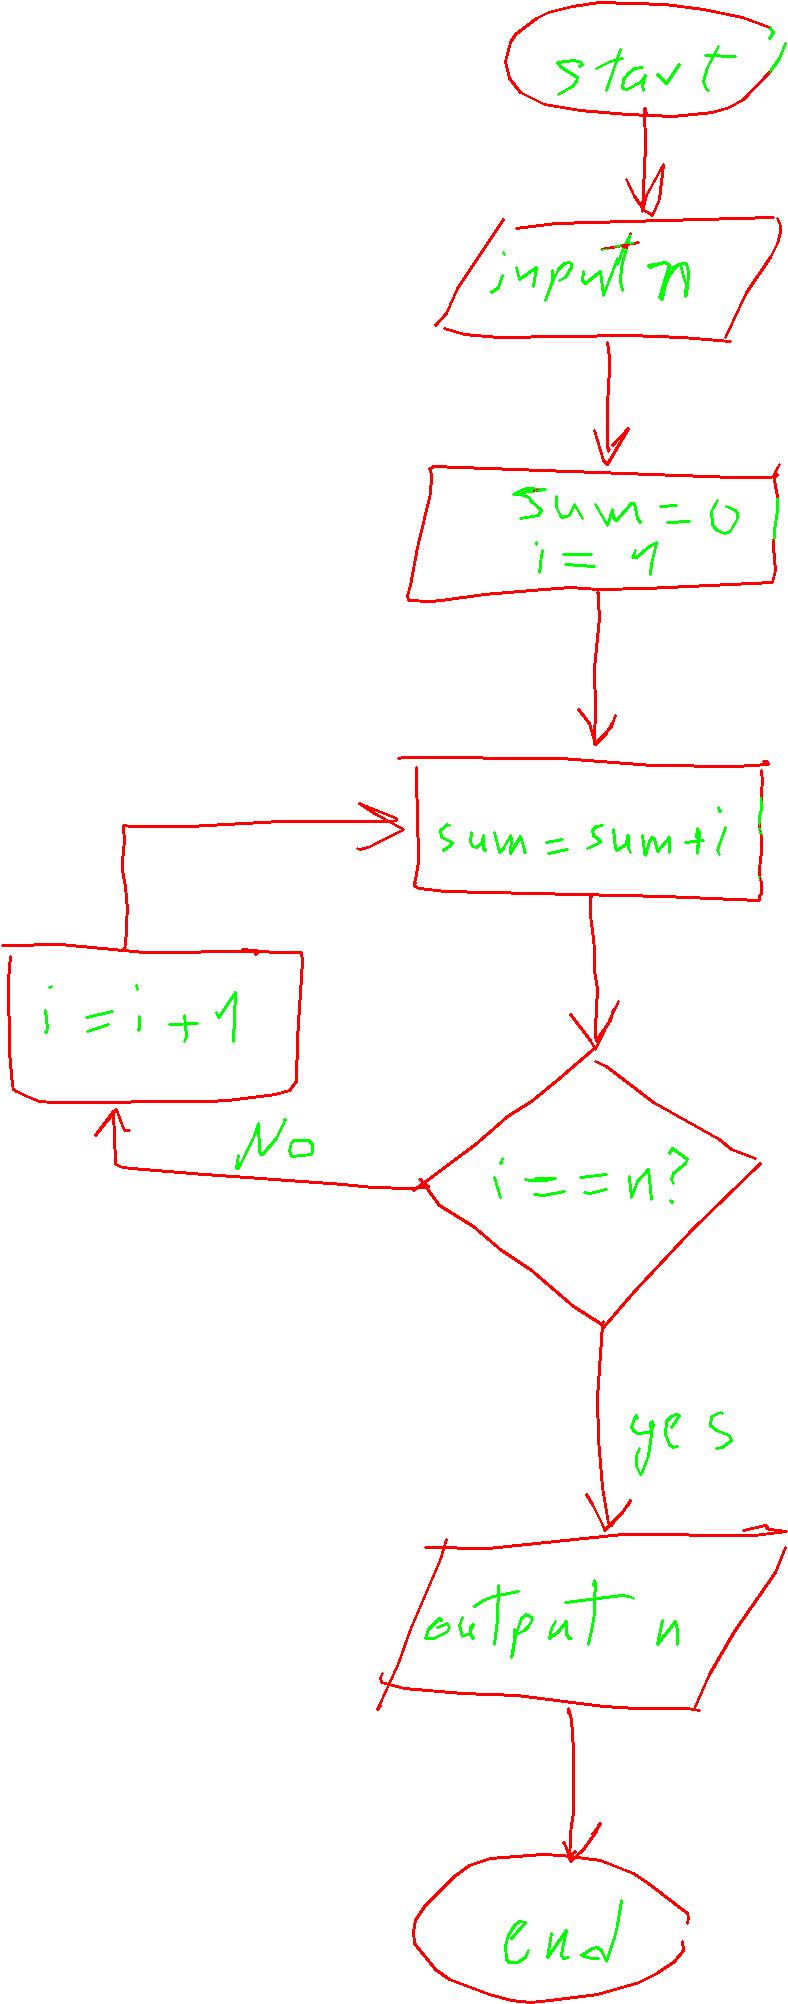 start
input n
sum = 0
i = 1
sum = sum + i
i = i + 1
No
i == n?
yes
output n
end